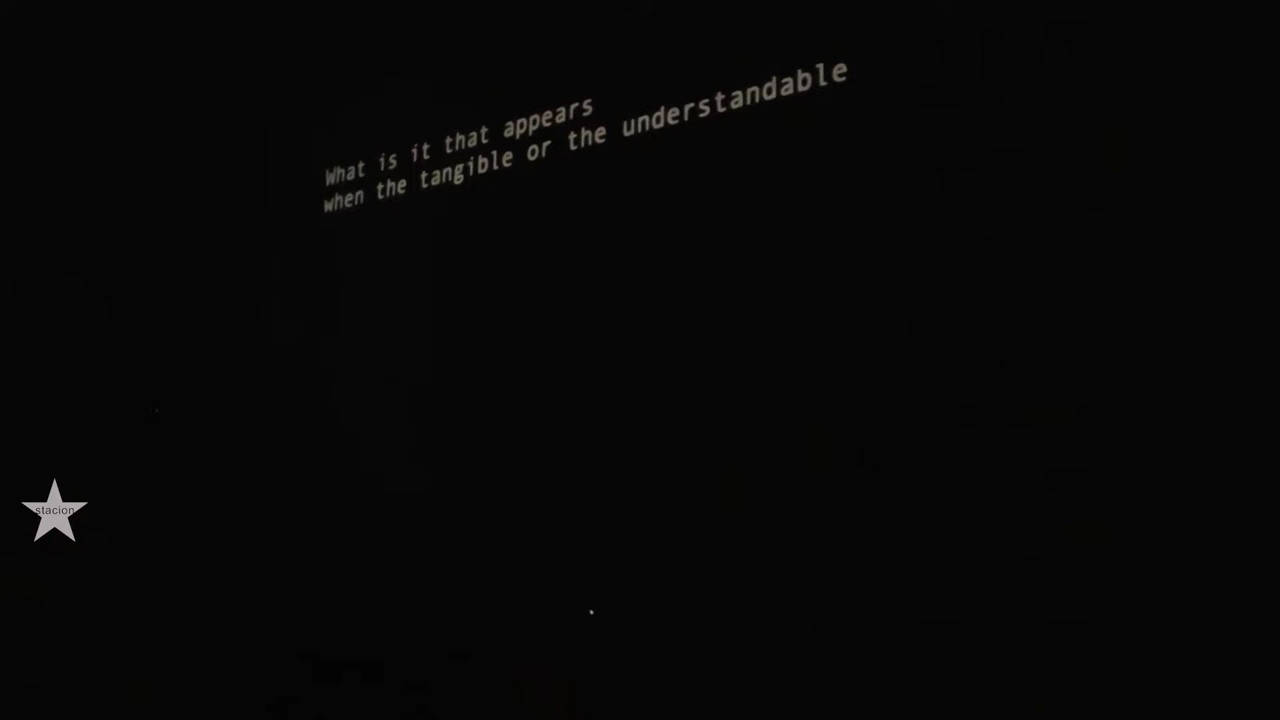 What is it that appears
when the tangible or the understandable
stacion